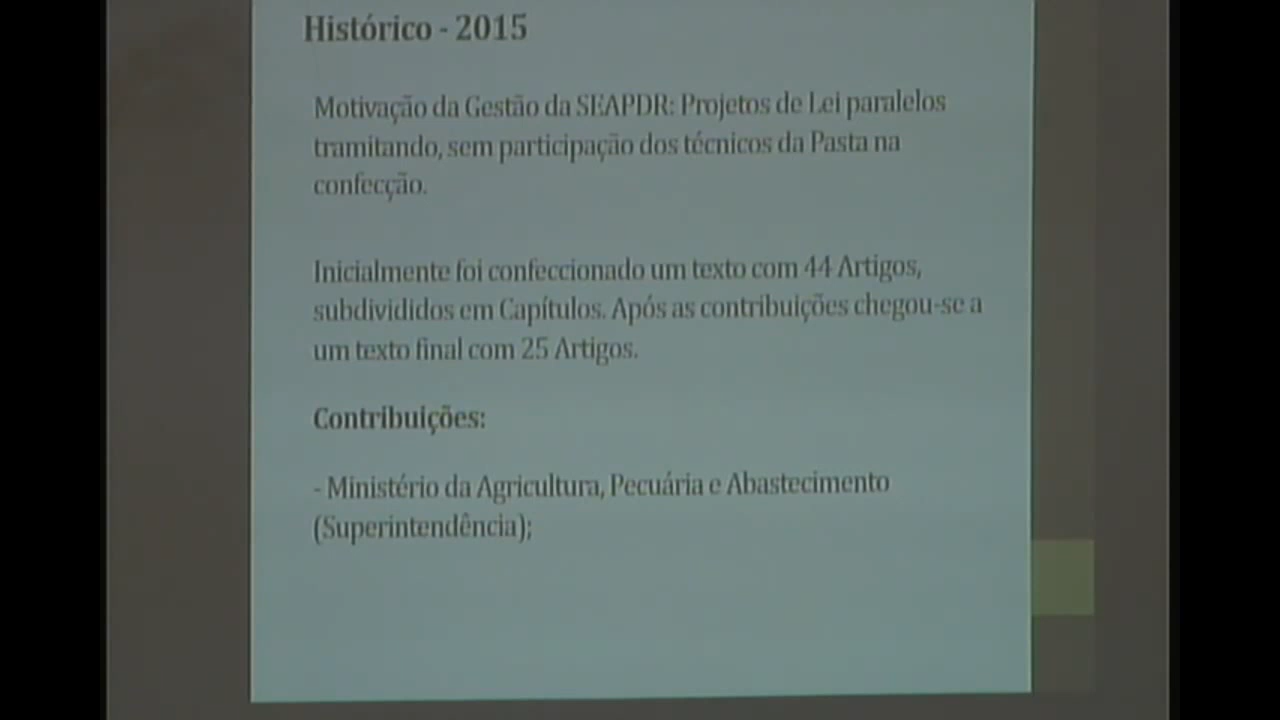 Histórico - 2015
Motivação da Gestão da SEAPDR: Projetos de Lei paralelos
tramitando, sem participação dos técnicos da Pasta na
confecção.
Inicialmente foi confeccionado um texto com 44 Artigos,
subdivididos em Capítulos. Após as contribuições chegou-se a
um texto final com 25 Artigos.
Contribuições:
- Ministério da Agricultura, Pecuária e Abastecimento
(Superintendência);